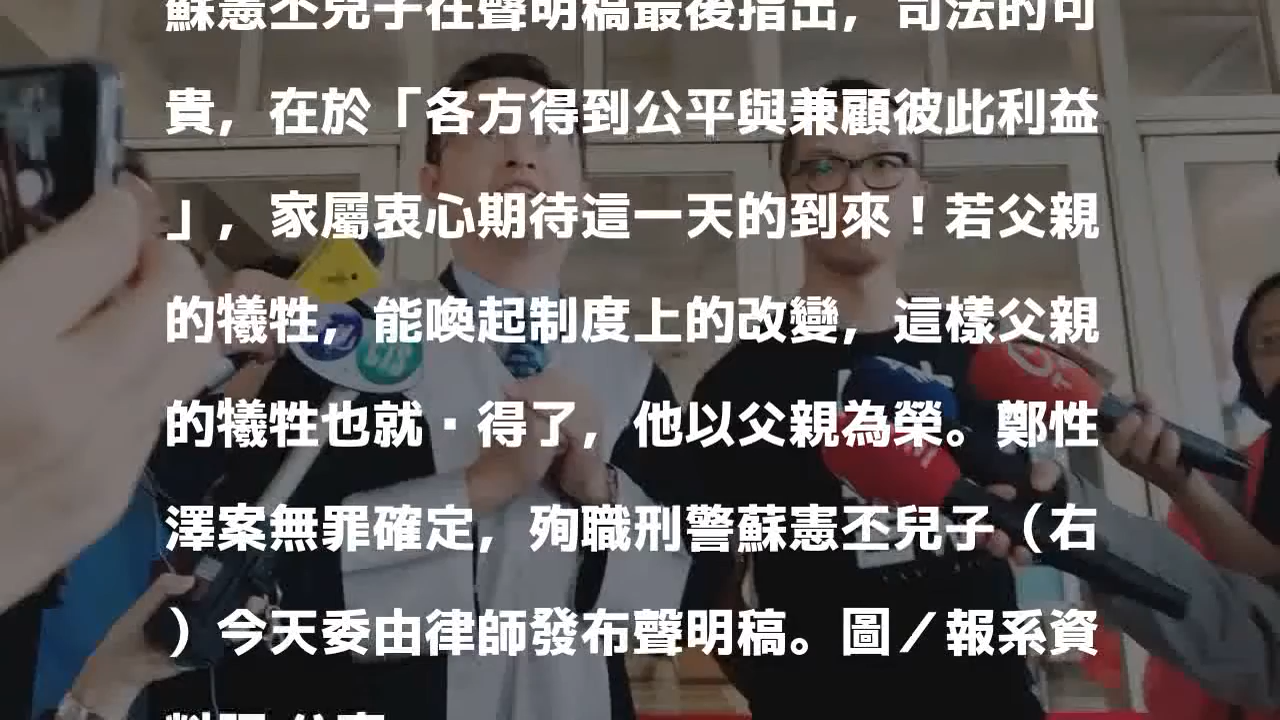 蘇憲丕兒子在聲明稿最後指出，司法的可
貴，在於「各方得到公平與兼顧彼此利益
」，家屬衷心期待這一天的到來！若父親
的犧牲，能喚起制度上的改變，這樣父親
的犧牲也就▪得了，他以父親為榮。鄭性
澤案無罪確定，殉職刑警蘇憲丕兒子（右
）今天委由律師發布聲明稿。圖／報系資